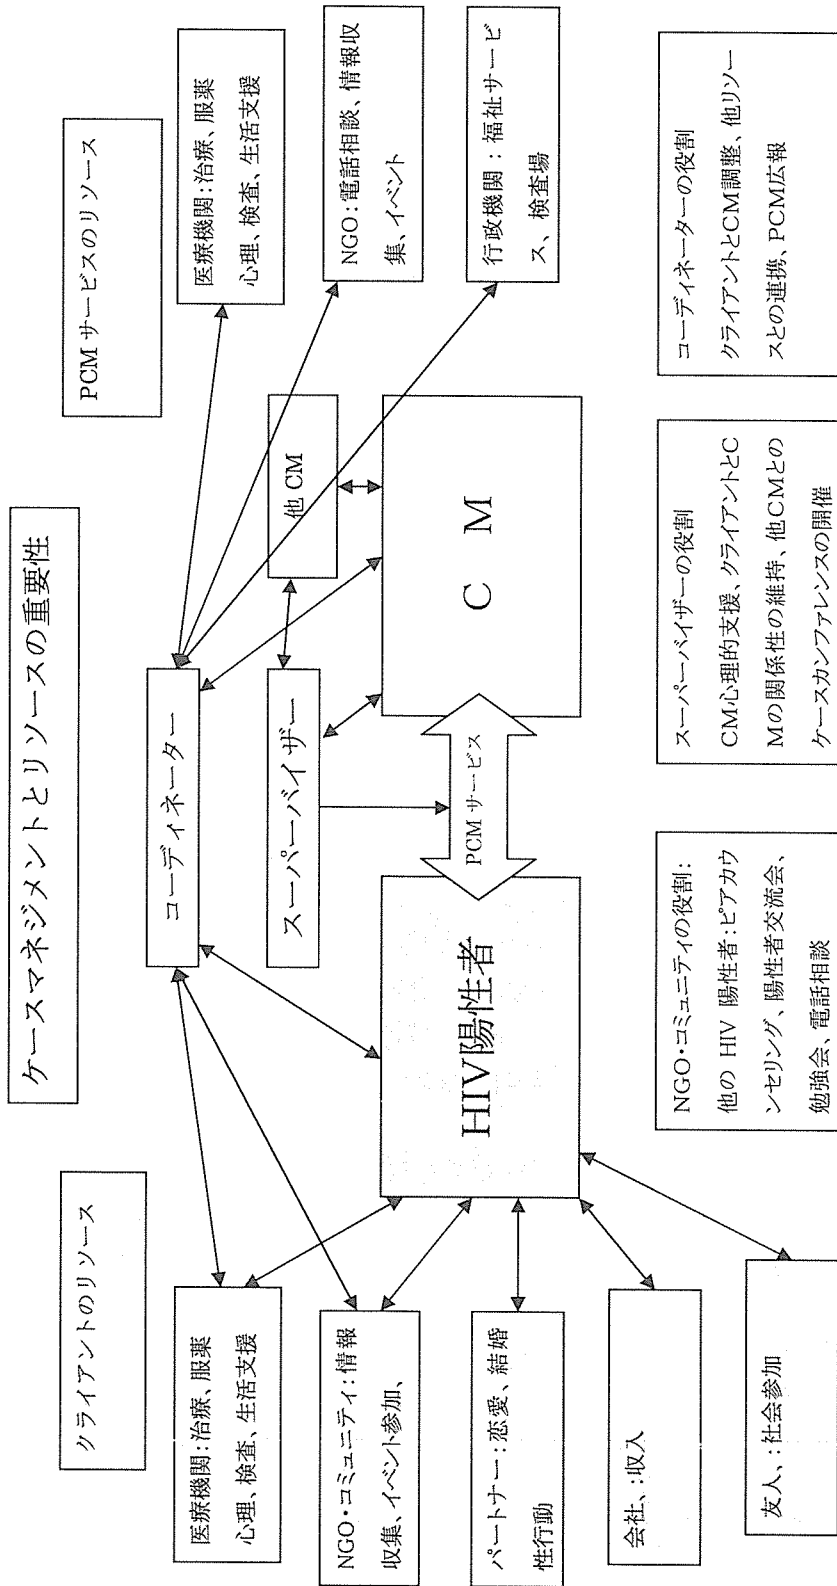 ケースマネジメントとリソースの重要性
クライアントのリソース
PCM サービスのリソース
コーディネーター
医療機関:治療、服薬
心理、検査、生活支援
医療機関:治療、服薬
心理、検査、生活支援
スーパーバイザー
他 CM
NGO・コミュニティ:情報
収集、イベント参加、
NGO:電話相談、情報収
集、イベント
HIV陽性者
PCM サービス
C M
パートナー:恋愛、結婚
性行動
行政機関:福祉サービ
ス、検査場
会社、:収入
友人、:社会参加
NGO・コミュニティの役割:
他の HIV 陽性者:ピアカウ
ンセリング、陽性者交流会、
勉強会、電話相談
スーパーバイザーの役割
CM心理的支援、クライアントとC
Mの関係性の維持、他CMとの
ケースカンファレンスの開催
コーディネーターの役割
クライアントとCM調整、他リソー
スとの連携、PCM広報